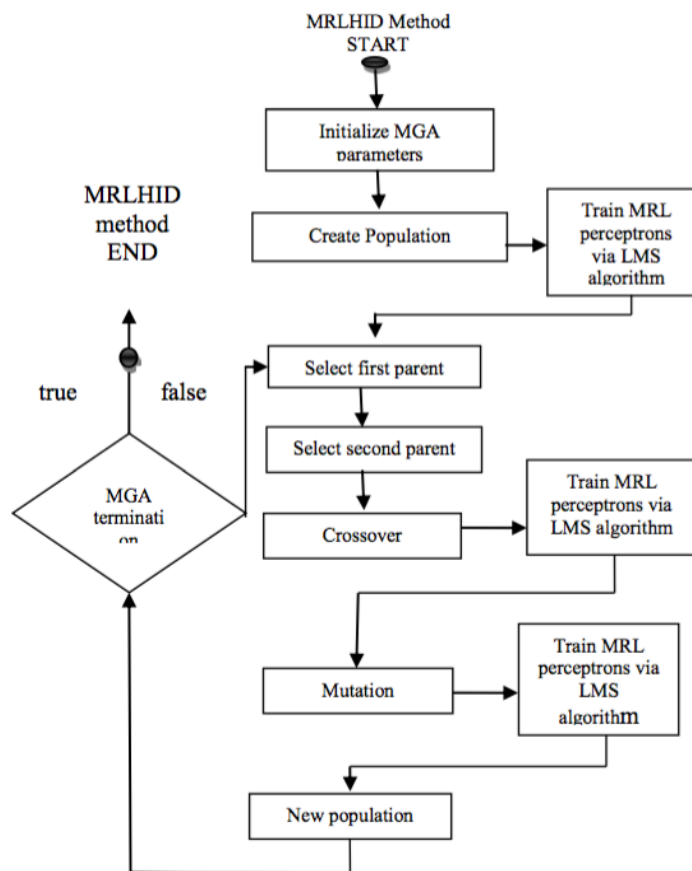 MRLHID Method
START
Initialize MGA
parameters
MRLHID
method
END
Create Population
Train MRL
perceptrons
via LMS
algorithm
Select first parent
true
false
Select second parent
MGA
terminati
on
Crossover
Train MRL
perceptrons via
LMS algorithm
Mutation
Train MRL
perceptrons via
LMS
algorithm
New population